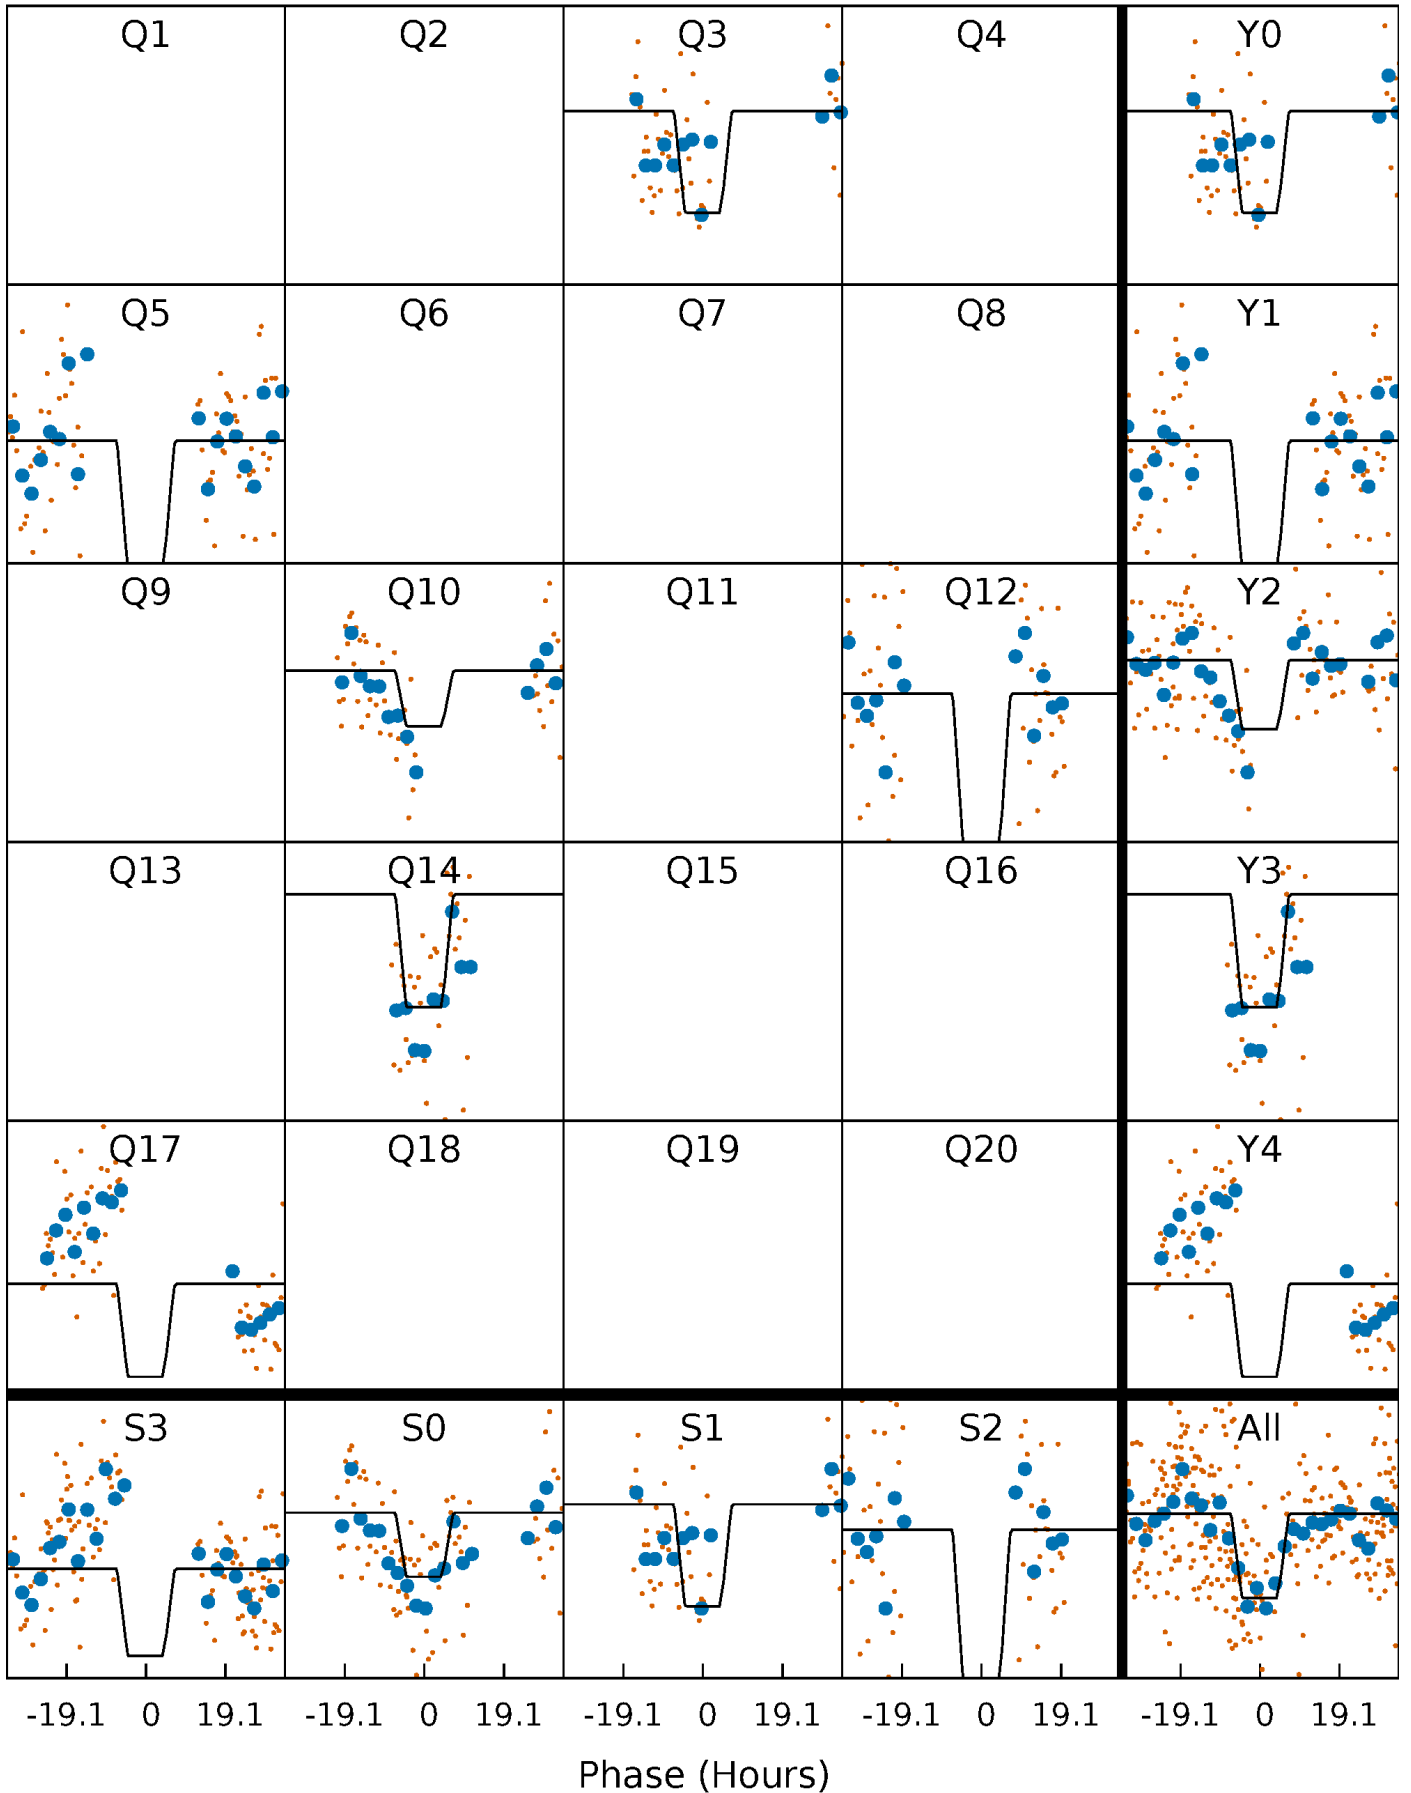 Q1 Q2 Q3 Q4 Y0
Q5 Q6 Q7 Q8 Y1
Q9 Q10 Q11 Q12 Y2
Q13 Q14 Q15 Q16 Y3
Q17 Q18 Q19 Q20 Y4
S3 S0 S1 S2 All
-19.1 0 19.1 -19.1 0 19.1 -19.1 0 19.1 -19.1 0 19.1 -19.1 0 19.1
Phase (Hours)